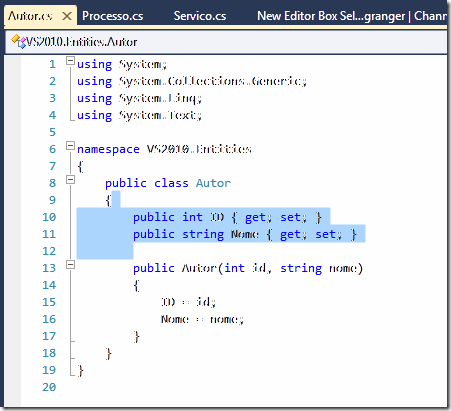 Autor.cs X Processo.cs Servico.cs New Editor Box Sel...granger | Chann
VS2010.Entities.Autor
1 using System;
2 using System.Collections.Generic;
3 using System.Linq;
4 using System.Text;
5
6 namespace VS2010.Entities
7 {
8 public class Autor
9 {
10 public int ID { get; set; }
11 public string Nome { get; set; }
12
13 public Autor(int id, string nome)
14 {
15 ID = id;
16 Nome = nome;
17 }
18 }
19 }
20